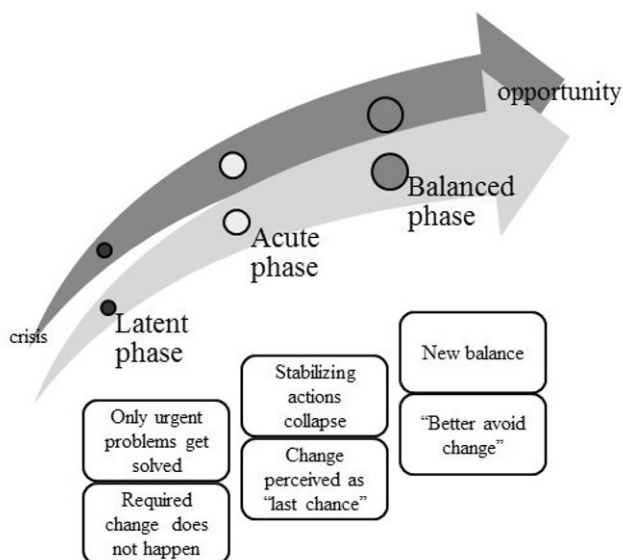 opportunity
Balanced
phase
Acute
phase
crisis
Latent
phase
New balance
Stabilizing
actions
collapse
"Better avoid
change"
Only urgent
problems get
solved
Change
perceived as
"last chance"
Required
change does
not happen